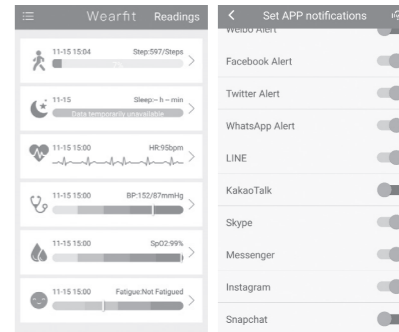 Wearfit Readings
11-15 15:04 Step:597/Steps
7%
11-15 Sleep:-- h -- min
Data temporarily unavailable
11-15 15:00 HR:95bpm
11-15 15:00 BP:152/87mmHg
11-15 15:00 SpO2:99%
11-15 15:00 Fatigue:Not Fatigued
Set APP notifications
Weibo Alert
Facebook Alert
Twitter Alert
WhatsApp Alert
LINE
KakaoTalk
Skype
Messenger
Instagram
Snapchat